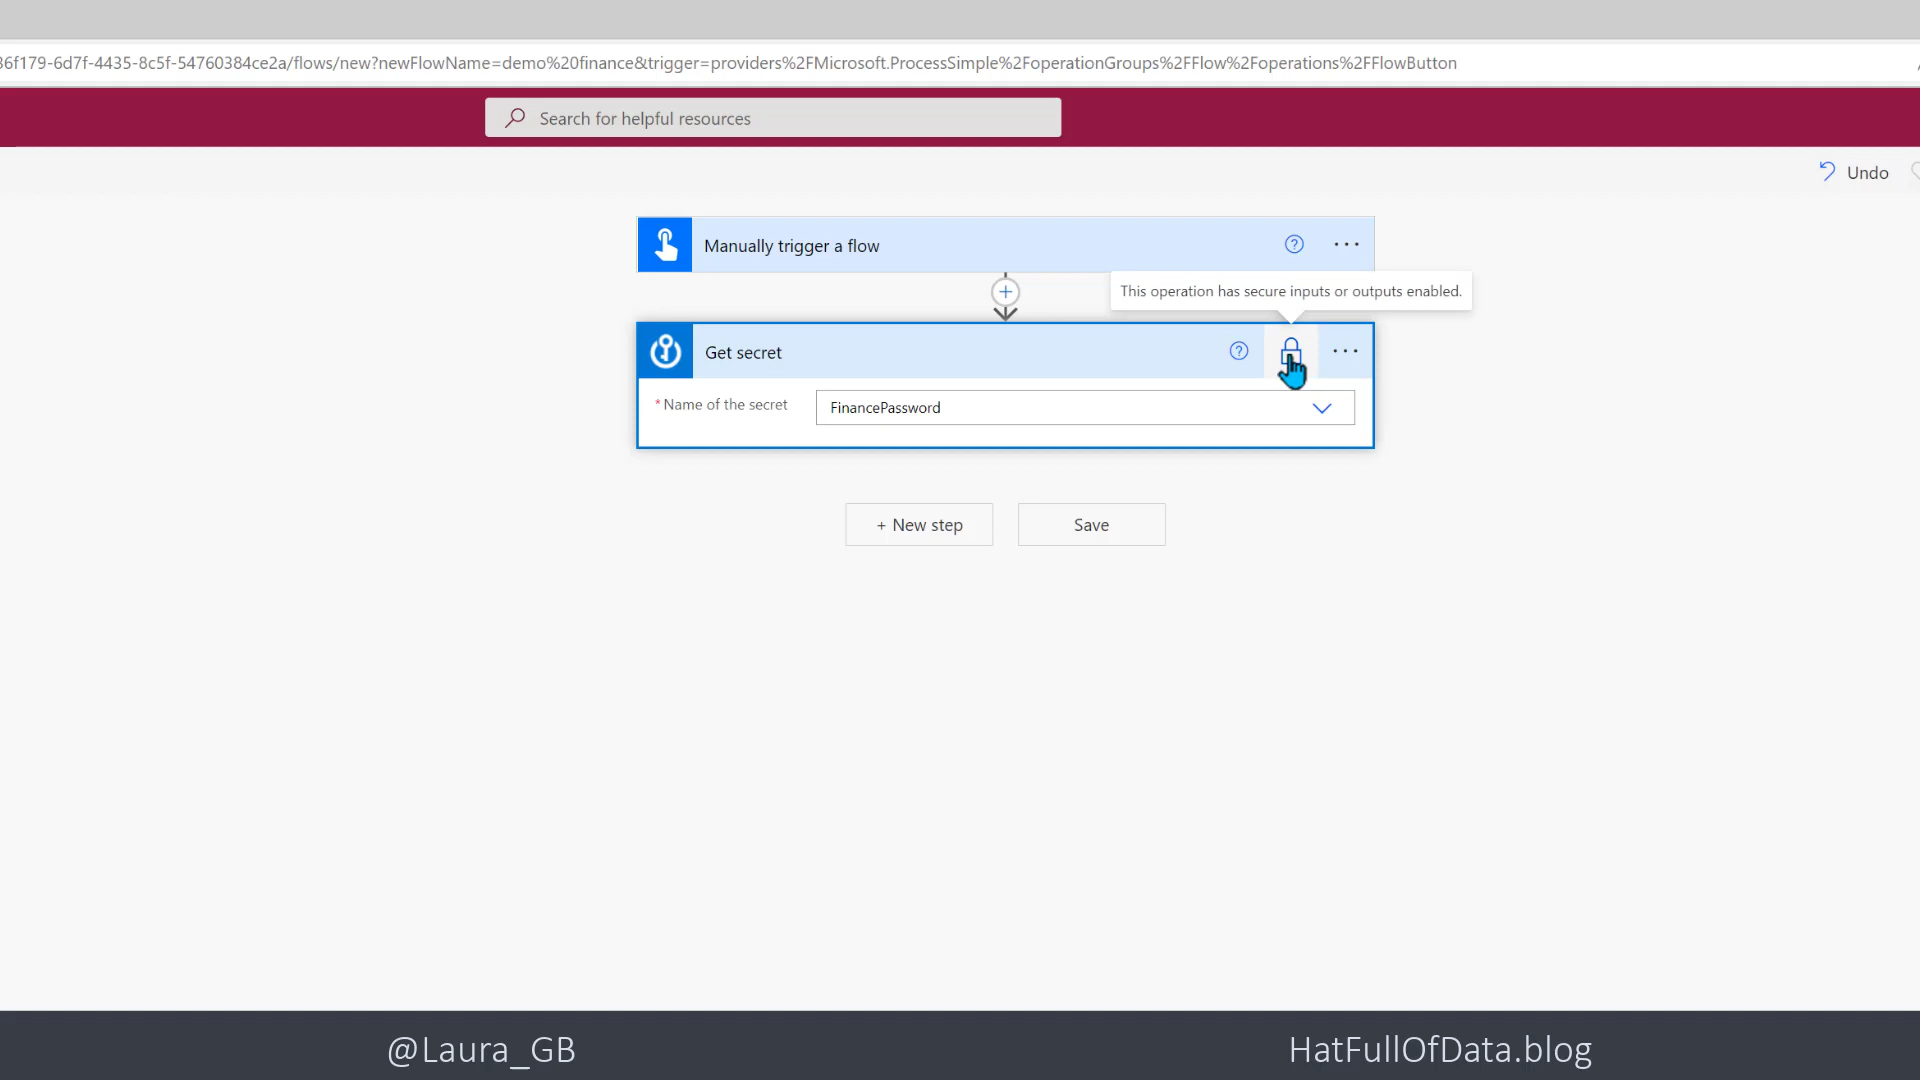 36f179-6d7f-4435-8c5f-54760384ce2a/flows/new?newFlowName=demo%20finance&trigger=providers%2FMicrosoft.ProcessSimple%2FoperationGroups%2FFlow%2Foperations%2FFlowButton
Search for helpful resources
Undo
Manually trigger a flow
This operation has secure inputs or outputs enabled.
Get secret
* Name of the secret
FinancePassword
+ New step
Save
@Laura_GB
HatFullOfData.blog